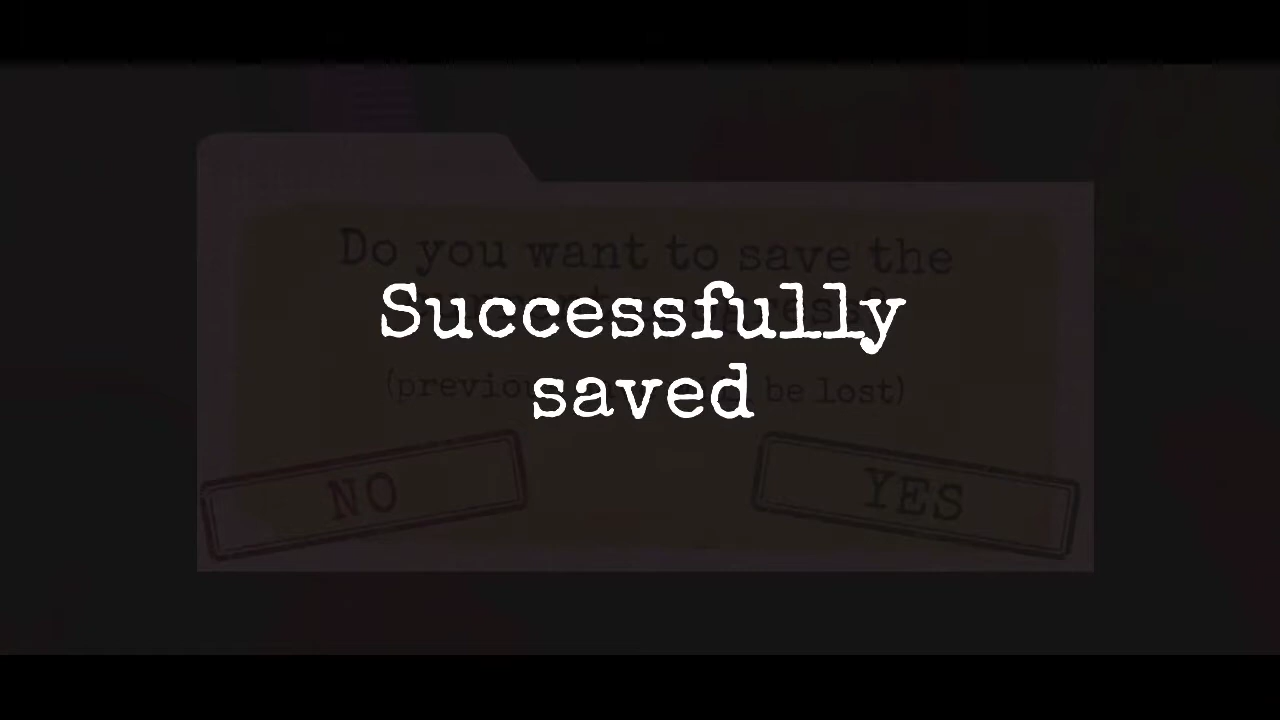 Do you want to save the
Successfully
(previou be lost)
saved
NO
YES